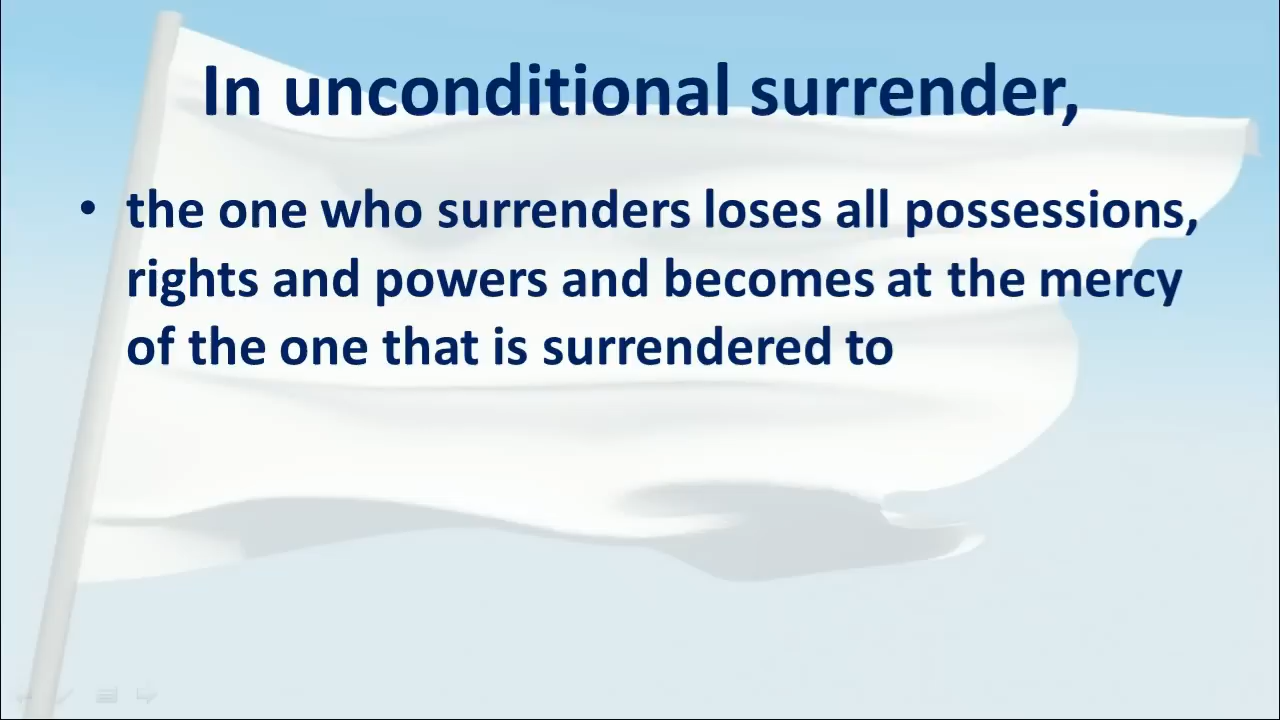 In unconditional surrender,
• the one who surrenders loses all possessions,
rights and powers and becomes at the mercy
of the one that is surrendered to